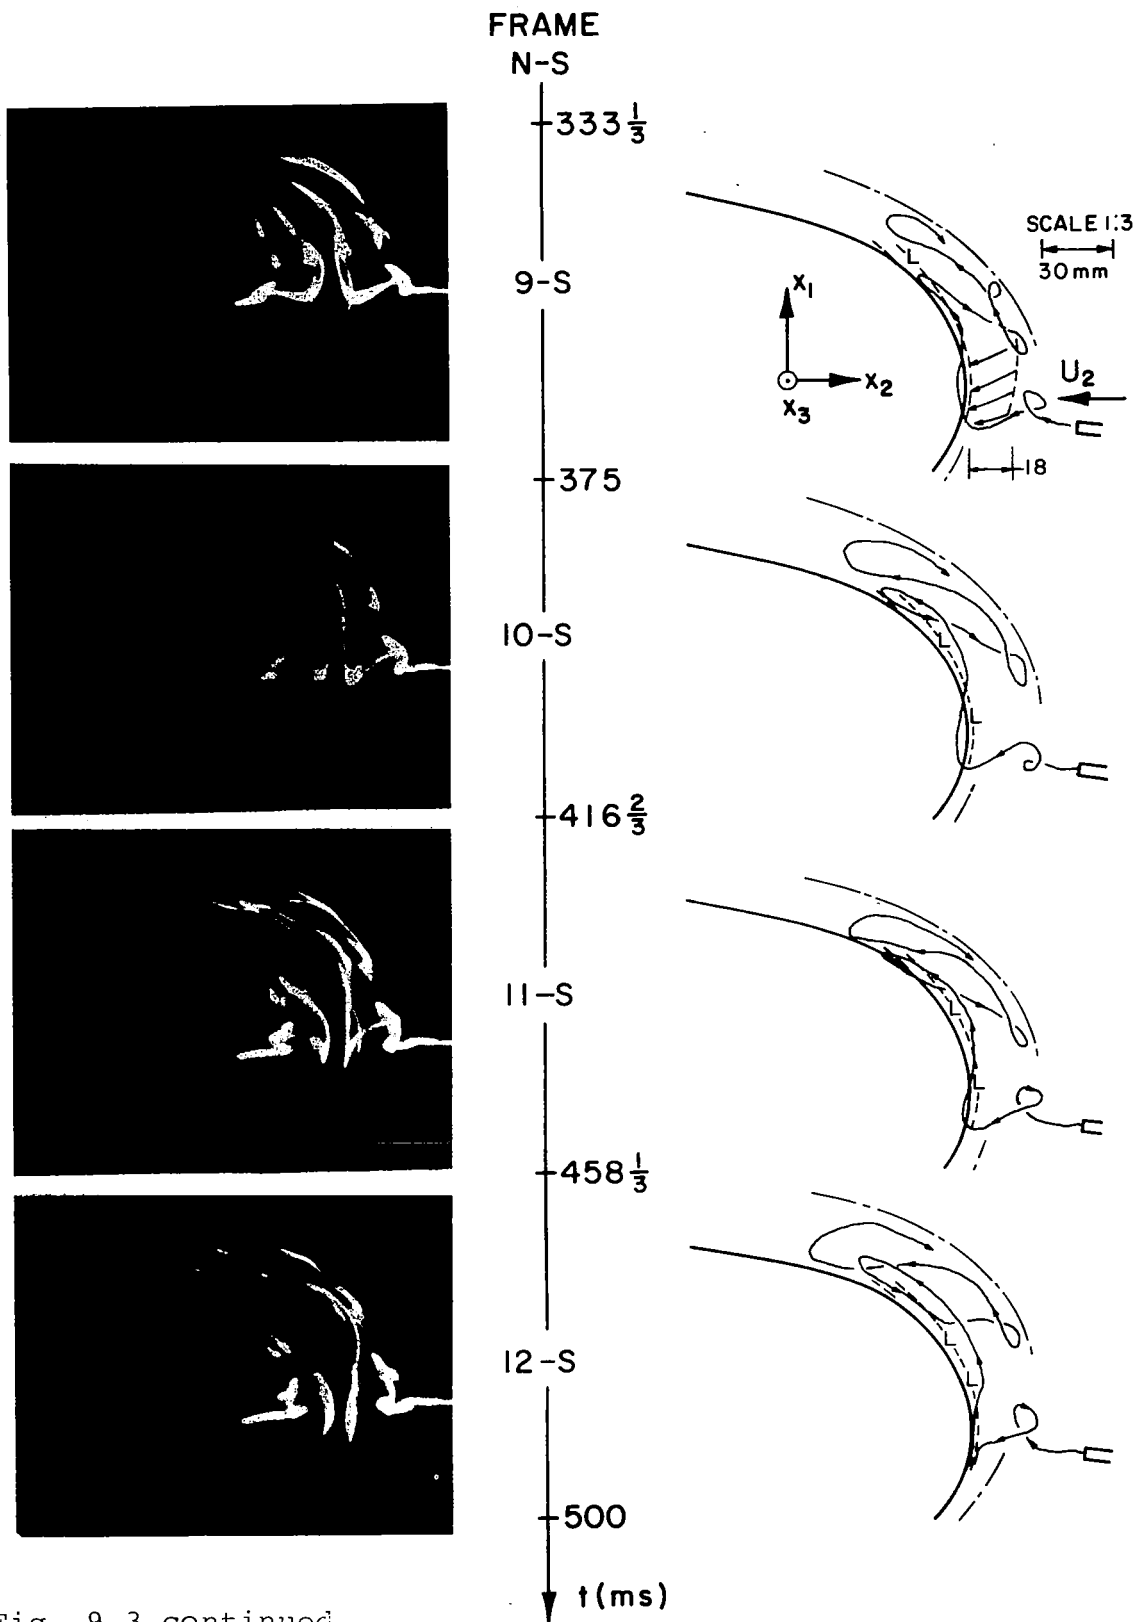 FRAME
N-S
333 1/3
SCALE 1:3
30mm
L
9-S
x1
x2
x3
U2
18
375
10-S
L
L
416 2/3
11-S
L
L
458 1/3
12-S
L
L
500
t(ms)
Fig. 9.3 continued